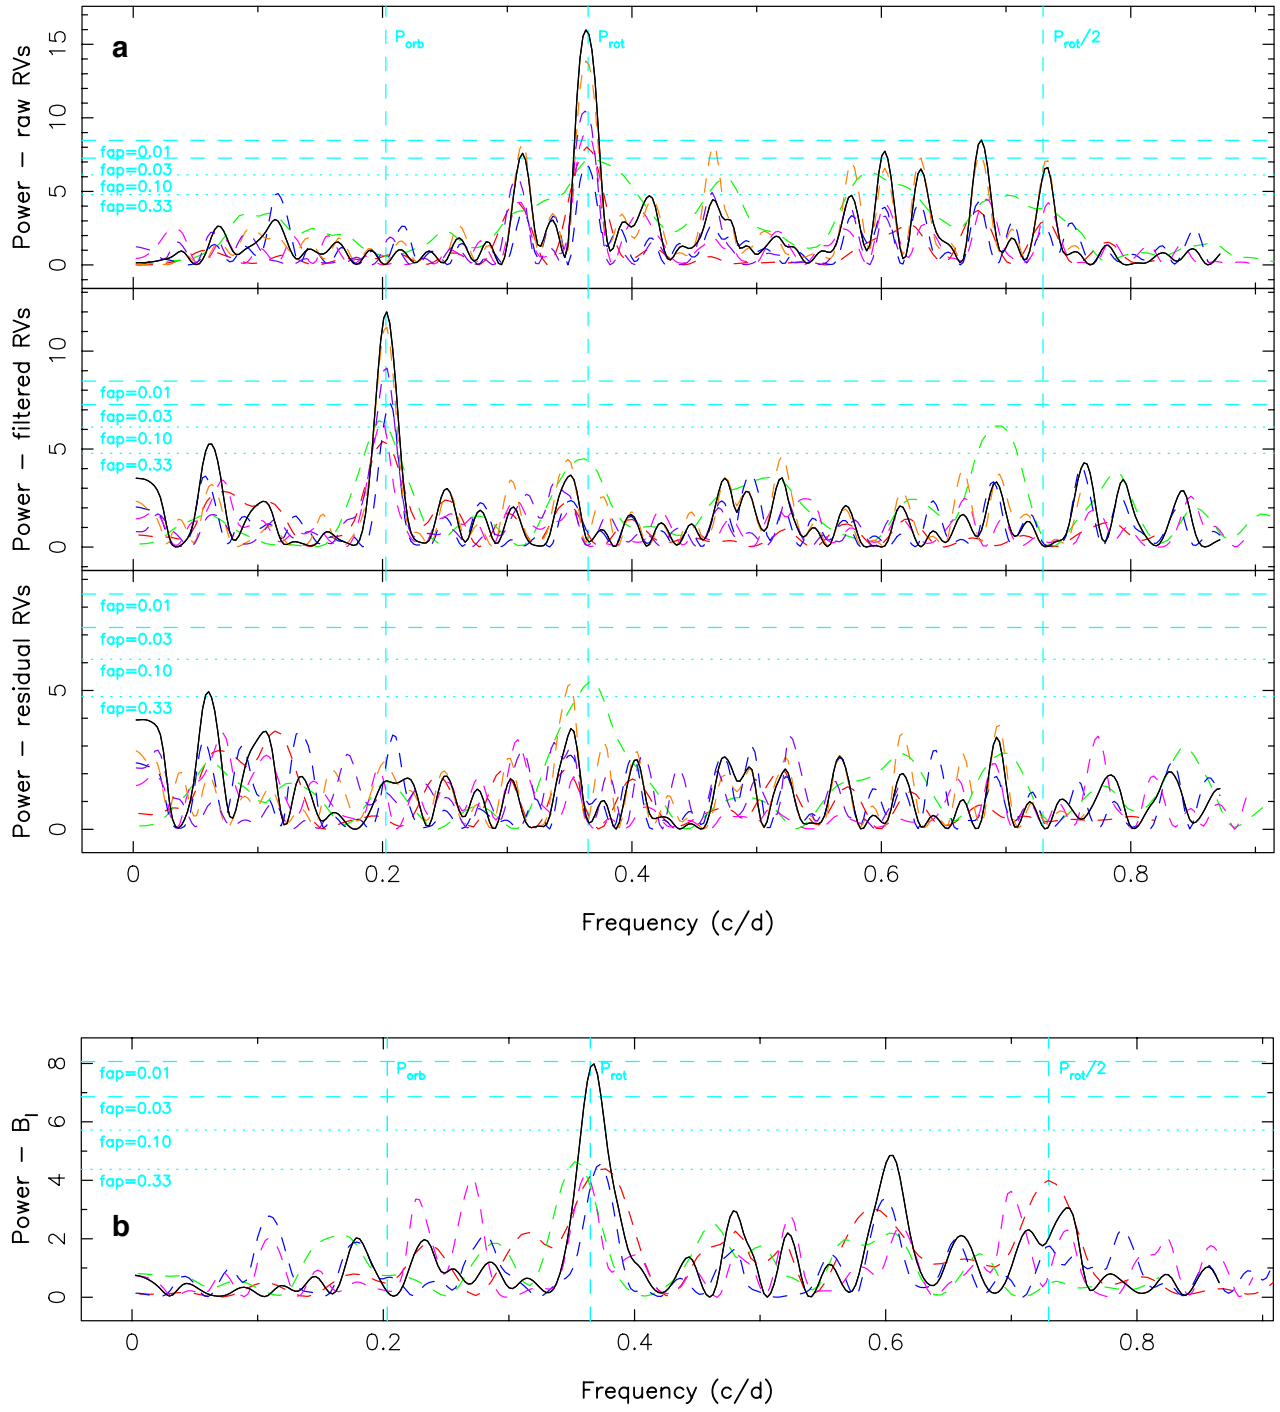 a
P_orb
P_rot
P_rot/2
Power – raw RVs
15
10
5
0
fap=0.01
fap=0.03
fap=0.10
fap=0.33
Power – filtered RVs
10
5
0
fap=0.01
fap=0.03
fap=0.10
fap=0.33
Power – residual RVs
5
0
fap=0.01
fap=0.03
fap=0.10
fap=0.33
0 0.2 0.4 0.6 0.8
Frequency (c/d)
b
P_orb
P_rot
P_rot/2
Power – B_l
8
6
4
2
0
fap=0.01
fap=0.03
fap=0.10
fap=0.33
0 0.2 0.4 0.6 0.8
Frequency (c/d)